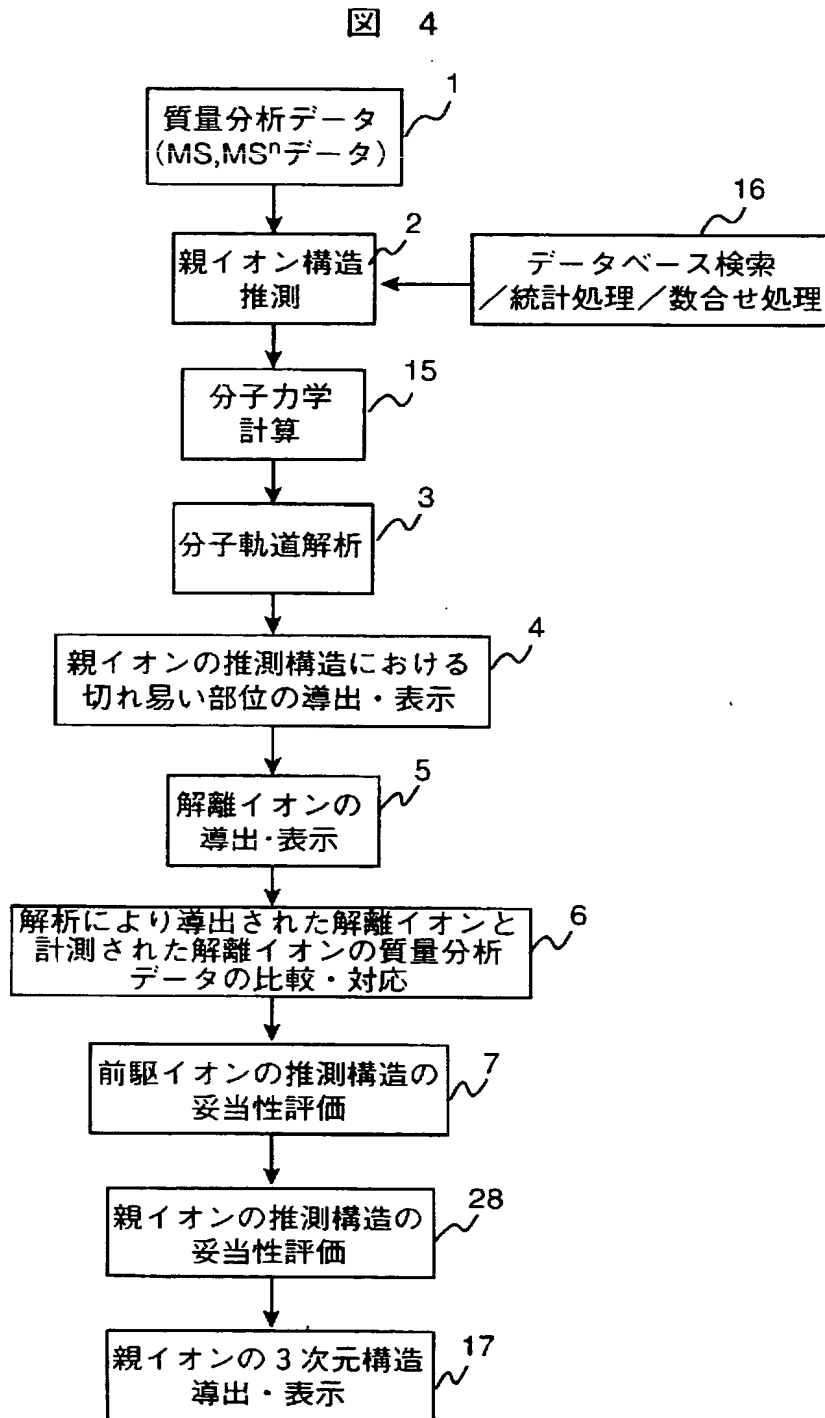 図 4
1
質量分析データ
(MS,MSⁿデータ)
2
親イオン構造
推測
16
データベース検索
／統計処理／数合せ処理
15
分子力学
計算
3
分子軌道解析
4
親イオンの推測構造における
切れ易い部位の導出・表示
5
解離イオンの
導出・表示
6
解析により導出された解離イオンと
計測された解離イオンの質量分析
データの比較・対応
7
前駆イオンの推測構造の
妥当性評価
28
親イオンの推測構造の
妥当性評価
17
親イオンの3次元構造
導出・表示